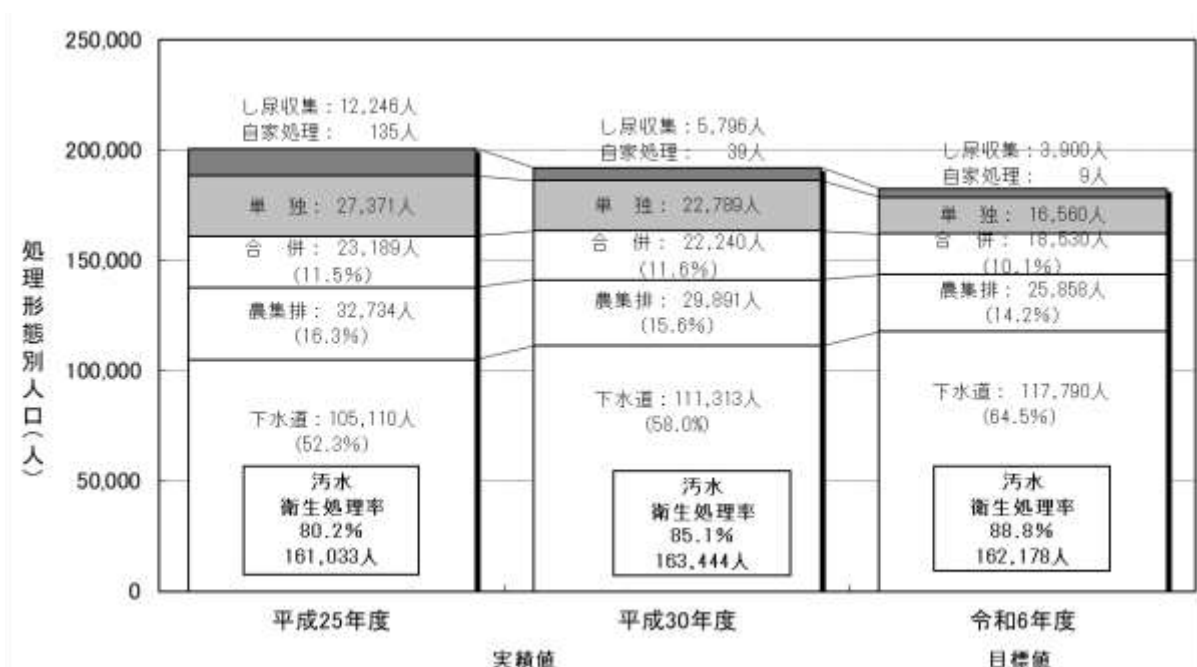 250,000
200,000
150,000
100,000
50,000
0
処理形態別人口(人)
し尿収集：12,246人
自家処理： 135人
単 独： 27,371人
合 併： 23,189人
(11.5%)
農集排： 32,734人
(16.3%)
下水道：105,110人
(52.3%)
汚水
衛生処理率
80.2%
161,033人
平成25年度
し尿収集：5,796人
自家処理： 39人
単 独： 22,789人
合 併： 22,240人
(11.6%)
農集排： 29,891人
(15.6%)
下水道：111,313人
(58.0%)
汚水
衛生処理率
85.1%
163,444人
平成30年度
し尿収集：3,900人
自家処理： 9人
単 独： 16,560人
合 併： 18,530人
(10.1%)
農集排： 25,858人
(14.2%)
下水道： 117,790人
(64.5%)
汚水
衛生処理率
88.8%
162,178人
令和6年度
実績値
目標値